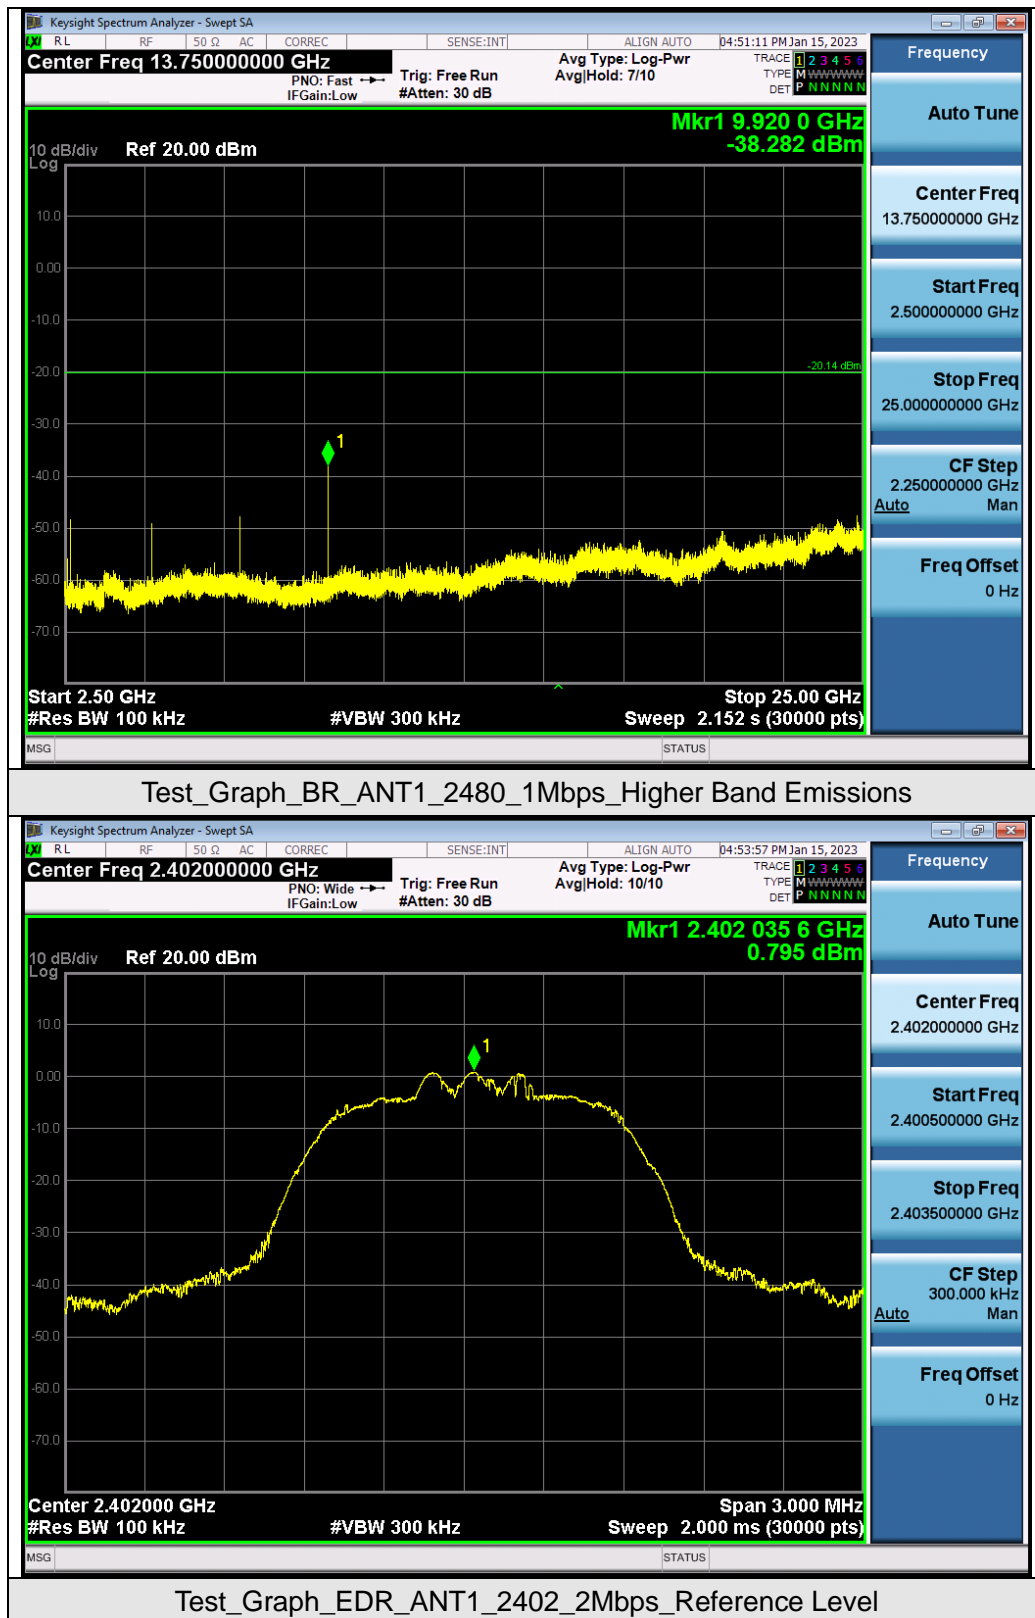 Keysight Spectrum Analyzer - Swept SA
LXI RL RF 50 Ω AC CORREC SENSE:INT ALIGN AUTO 04:51:11 PM Jan 15, 2023
Center Freq 13.750000000 GHz
PNO: Fast
IFGain:Low
Trig: Free Run
#Atten: 30 dB
Avg Type: Log-Pwr
Avg|Hold: 7/10
TRACE 1 2 3 4 5 6
TYPE M WWWWW
DET P N N N N N
Mkr1 9.920 0 GHz
-38.282 dBm
10 dB/div Ref 20.00 dBm
Log
10.0
0.00
-10.0
-20.0
-20.14 dBm
-30.0
1
-40.0
-50.0
-60.0
-70.0
Start 2.50 GHz Stop 25.00 GHz
#Res BW 100 kHz #VBW 300 kHz Sweep 2.152 s (30000 pts)
MSG STATUS
Frequency
Auto Tune
Center Freq
13.750000000 GHz
Start Freq
2.500000000 GHz
Stop Freq
25.000000000 GHz
CF Step
2.250000000 GHz
Auto Man
Freq Offset
0 Hz
Test_Graph_BR_ANT1_2480_1Mbps_Higher Band Emissions
Keysight Spectrum Analyzer - Swept SA
LXI RL RF 50 Ω AC CORREC SENSE:INT ALIGN AUTO 04:53:57 PM Jan 15, 2023
Center Freq 2.402000000 GHz
PNO: Wide
IFGain:Low
Trig: Free Run
#Atten: 30 dB
Avg Type: Log-Pwr
Avg|Hold: 10/10
TRACE 1 2 3 4 5 6
TYPE M WWWWW
DET P N N N N N
Mkr1 2.402 035 6 GHz
0.795 dBm
10 dB/div Ref 20.00 dBm
Log
10.0
1
0.00
-10.0
-20.0
-30.0
-40.0
-50.0
-60.0
-70.0
Center 2.402000 GHz Span 3.000 MHz
#Res BW 100 kHz #VBW 300 kHz Sweep 2.000 ms (30000 pts)
MSG STATUS
Frequency
Auto Tune
Center Freq
2.402000000 GHz
Start Freq
2.400500000 GHz
Stop Freq
2.403500000 GHz
CF Step
300.000 kHz
Auto Man
Freq Offset
0 Hz
Test_Graph_EDR_ANT1_2402_2Mbps_Reference Level